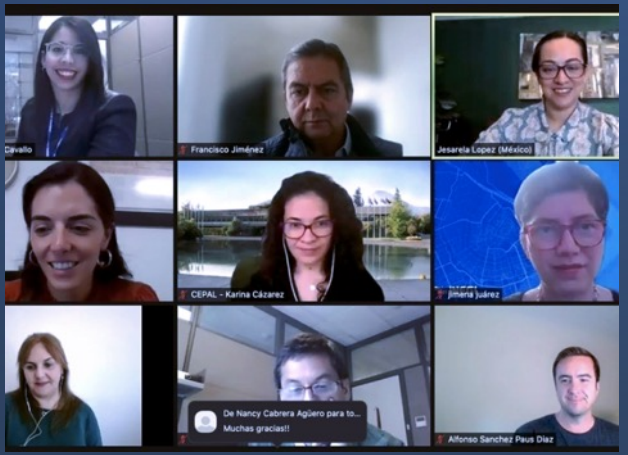 Cavallo
Francisco Jiménez
Jesarela Lopez (México)
CEPAL - Karina Cázarez
jimena juárez
De Nancy Cabrera Agüero para to...
Muchas gracias!!
Alfonso Sanchez Paus Díaz